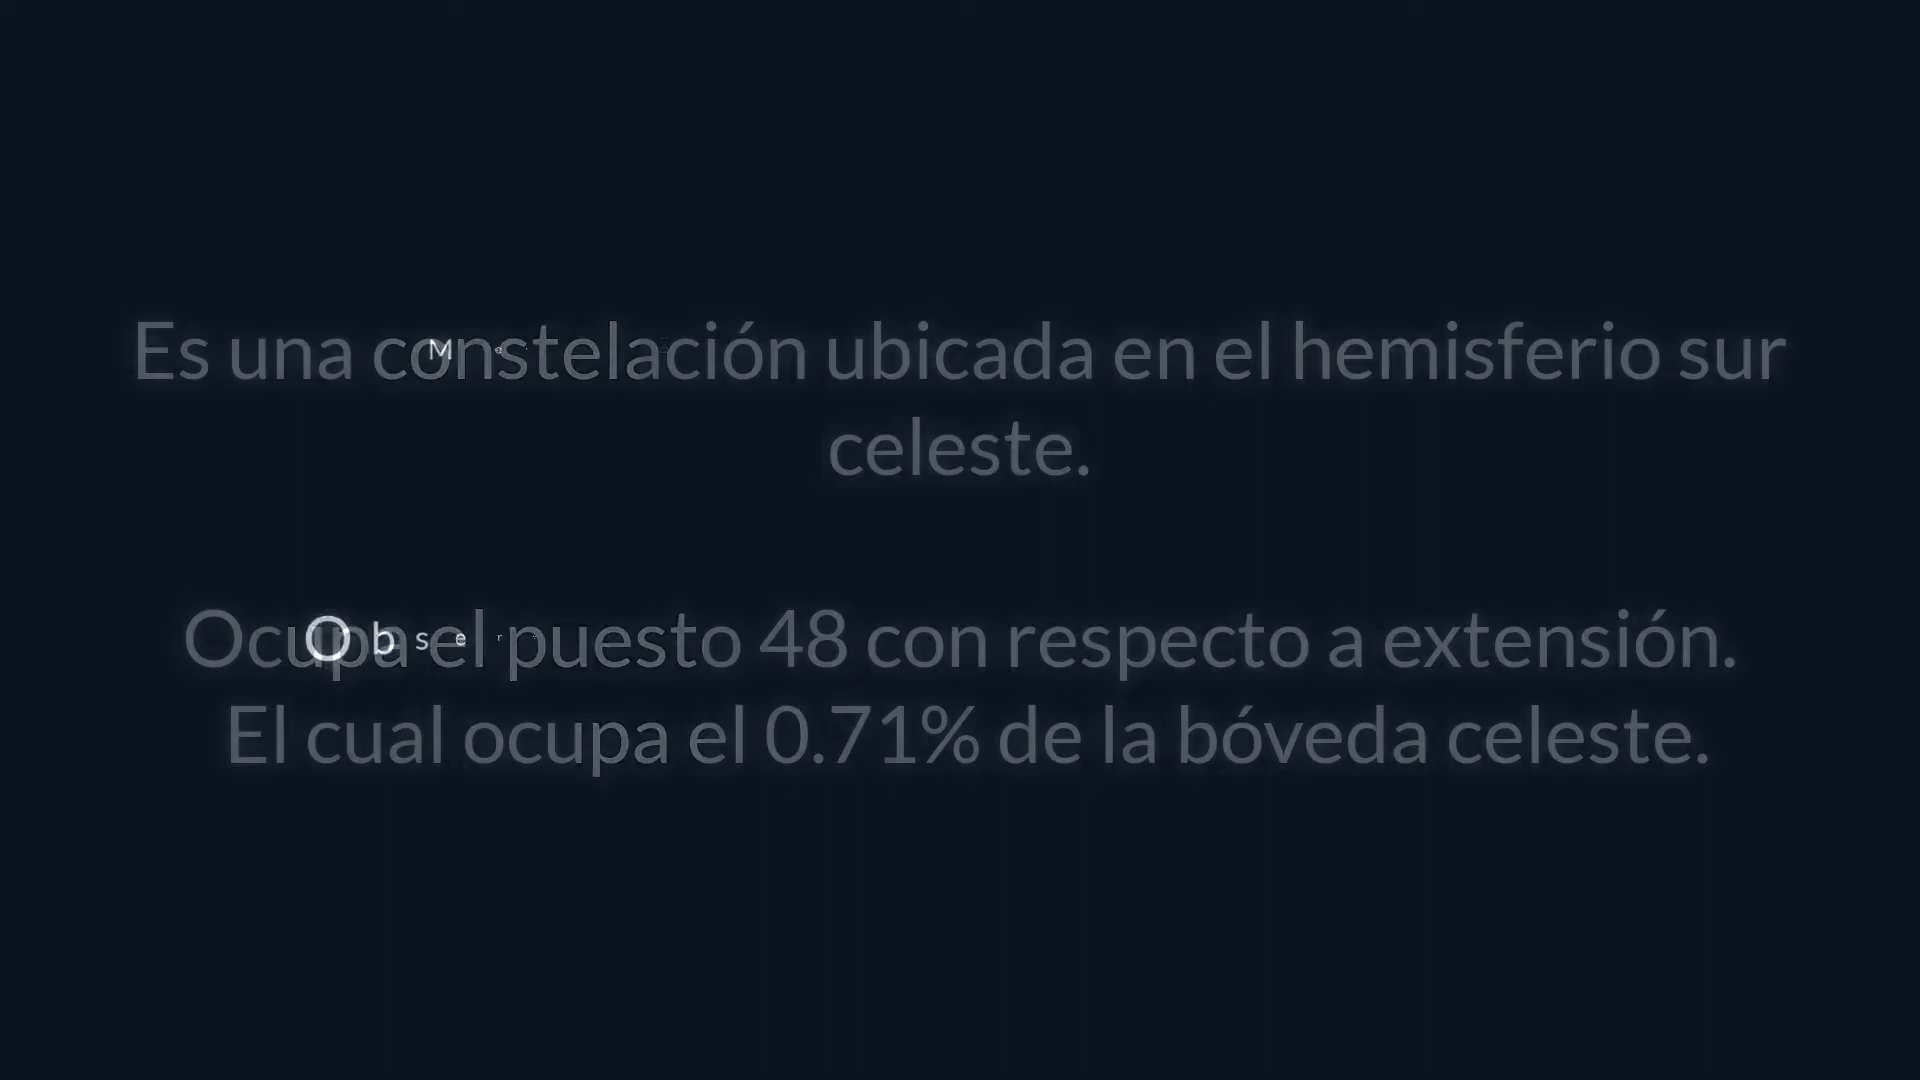 Es una constelación ubicada en el hemisferio sur
celeste.
Ocupa el puesto 48 con respecto a extensión.
El cual ocupa el 0.71% de la bóveda celeste.